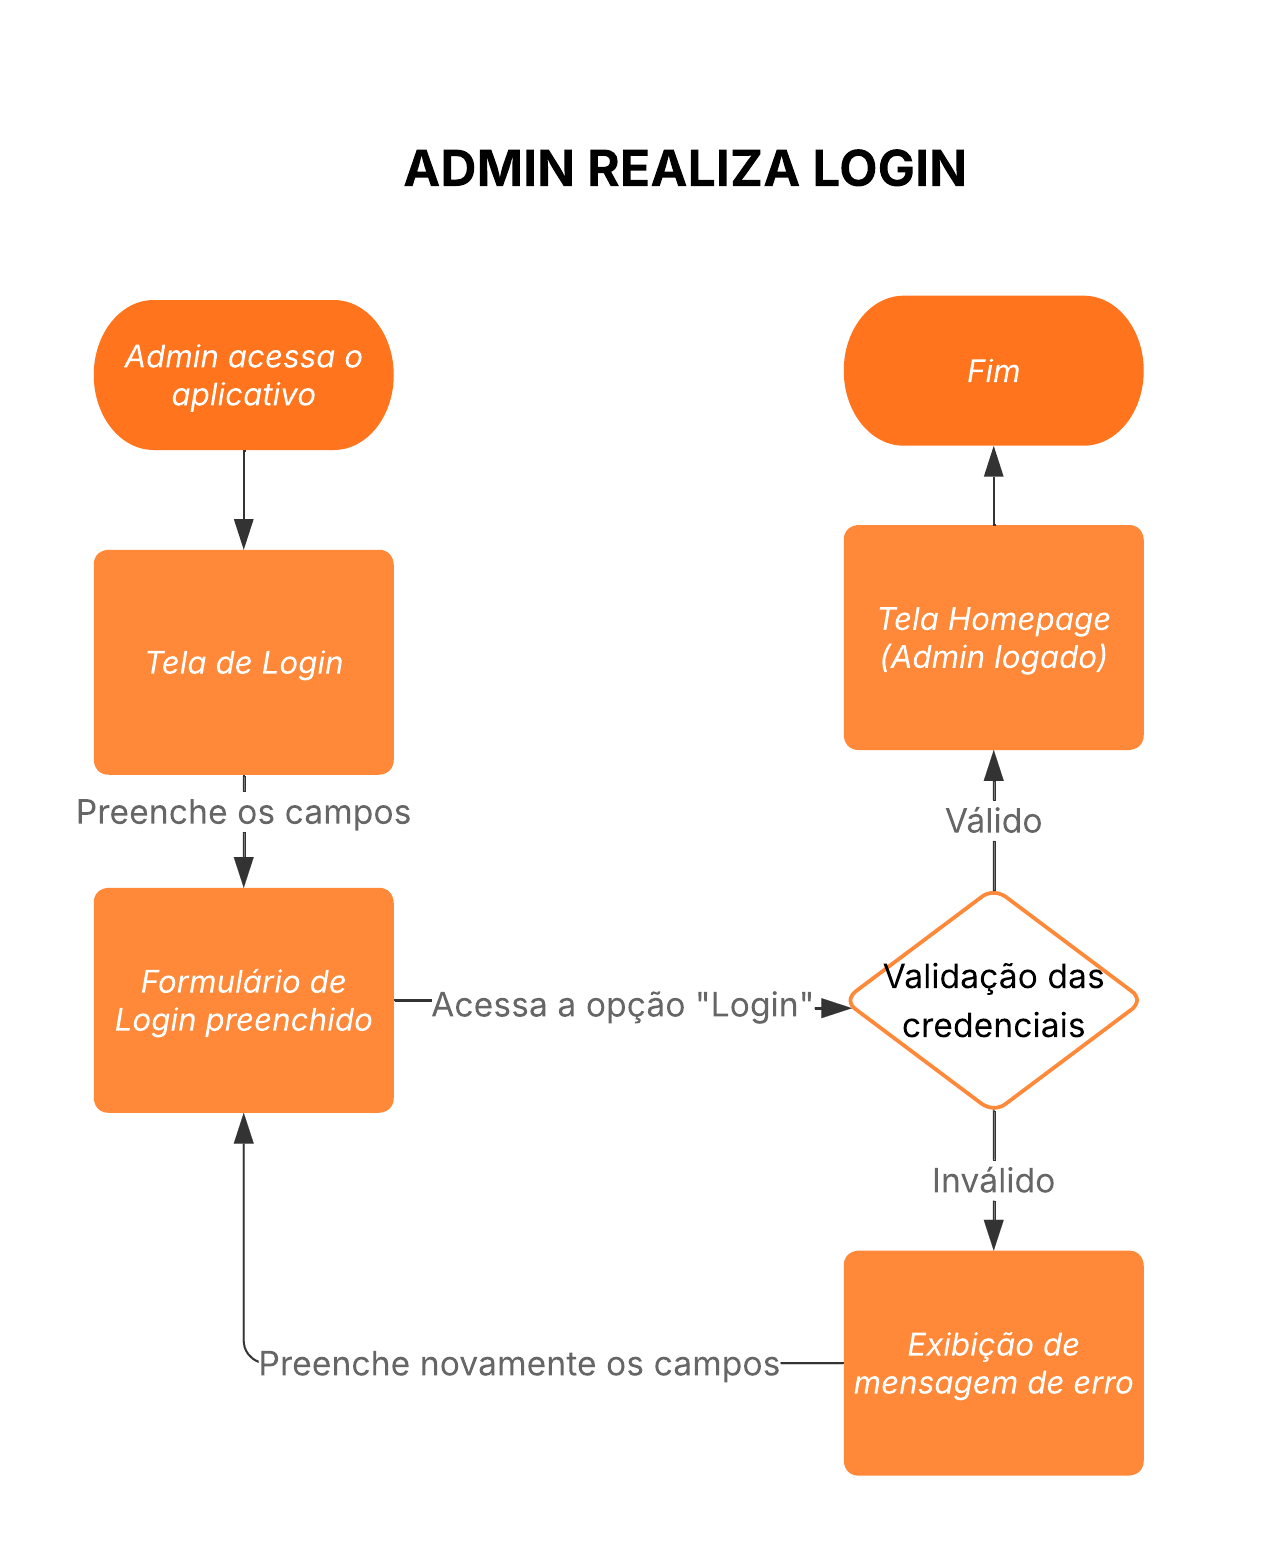 ADMIN REALIZA LOGIN
Admin acessa o
aplicativo
Tela de Login
Preenche os campos
Formulário de
Login preenchido
Acessa a opção "Login"
Validação das
credenciais
Válido
Tela Homepage
(Admin logado)
Fim
Inválido
Exibição de
mensagem de erro
Preenche novamente os campos